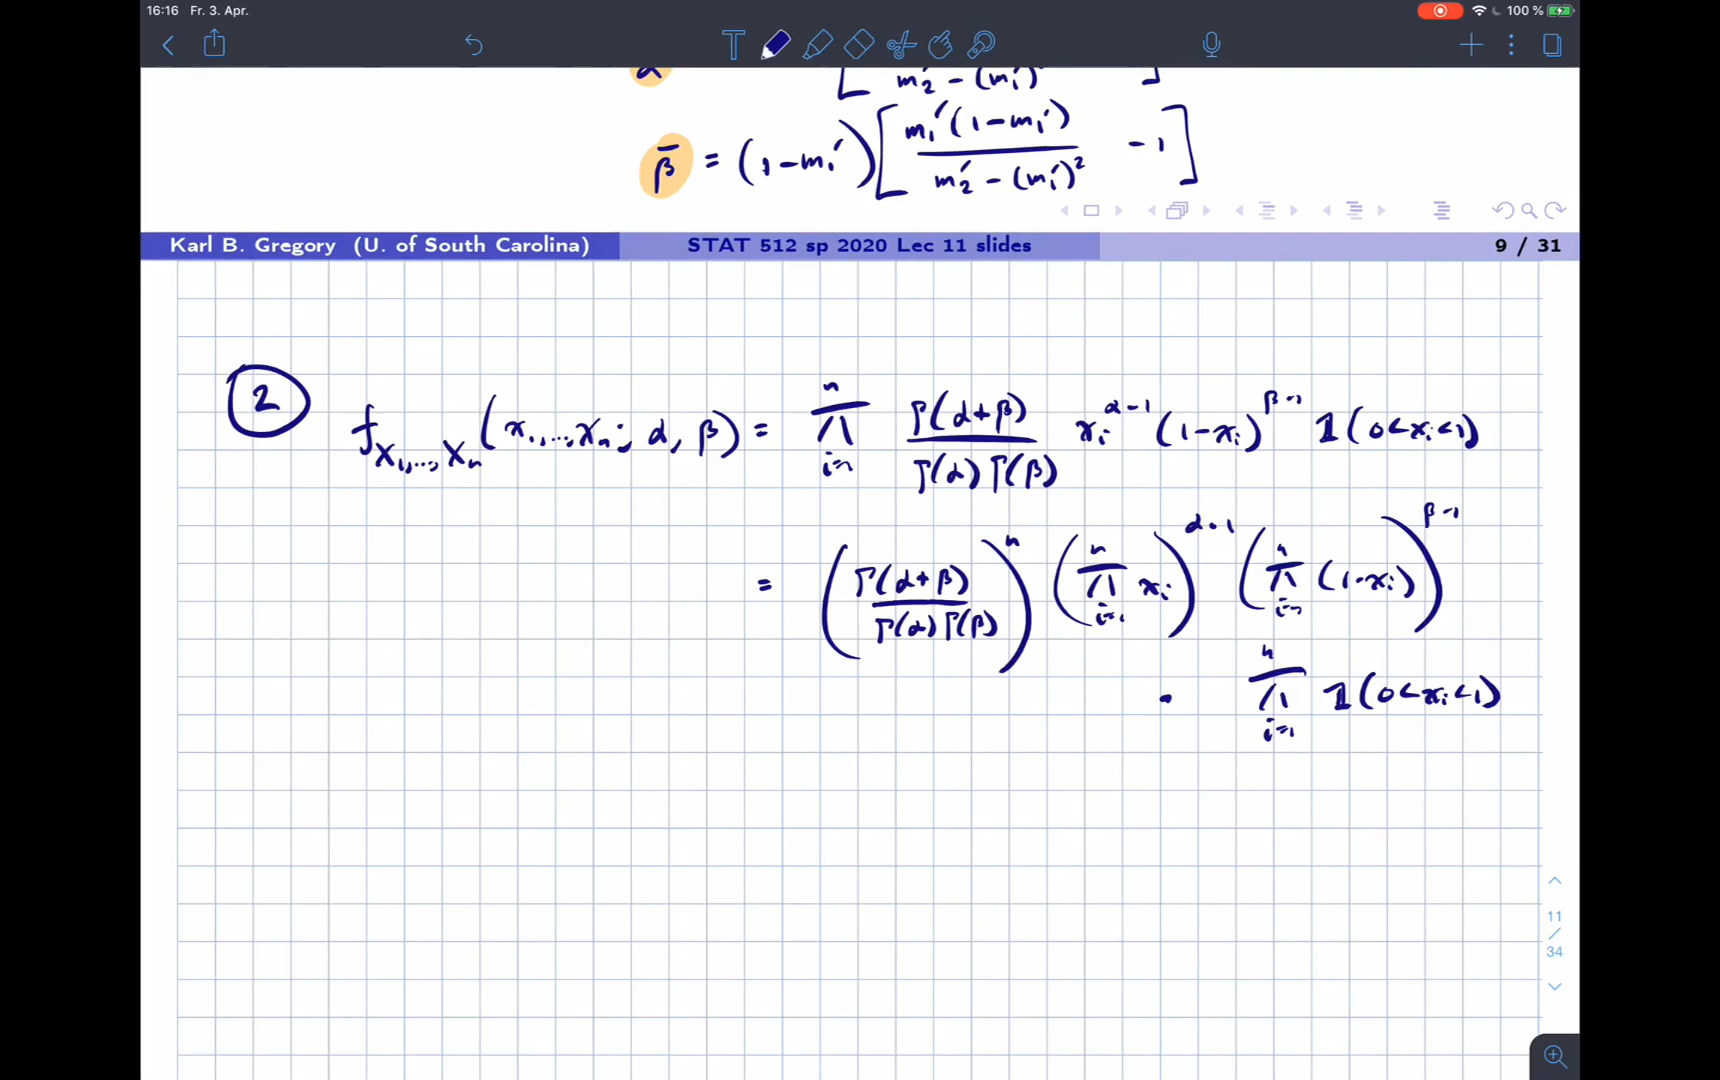 16:16 Fr. 3. Apr. 100 %
m₂′ − (m₁′)
β̄ = (1 − m₁′) [ m₁′(1 − m₁′) / m₂′ − (m₁′)² − 1 ]
Karl B. Gregory (U. of South Carolina) STAT 512 sp 2020 Lec 11 slides 9 / 31
2 f_{X₁,...,Xₙ}(x₁,...,xₙ; α, β) = ∏_{i=1}^{n} Γ(α+β) / Γ(α)Γ(β) xᵢ^{α−1} (1−xᵢ)^{β−1} 𝟙(0<xᵢ<1)
= ( Γ(α+β) / Γ(α)Γ(β) )ⁿ ( ∏_{i=1}^{n} xᵢ )^{α−1} ( ∏_{i=1}^{n} (1−xᵢ) )^{β−1}
· ∏_{i=1}^{n} 𝟙(0<xᵢ<1)
11
/
34